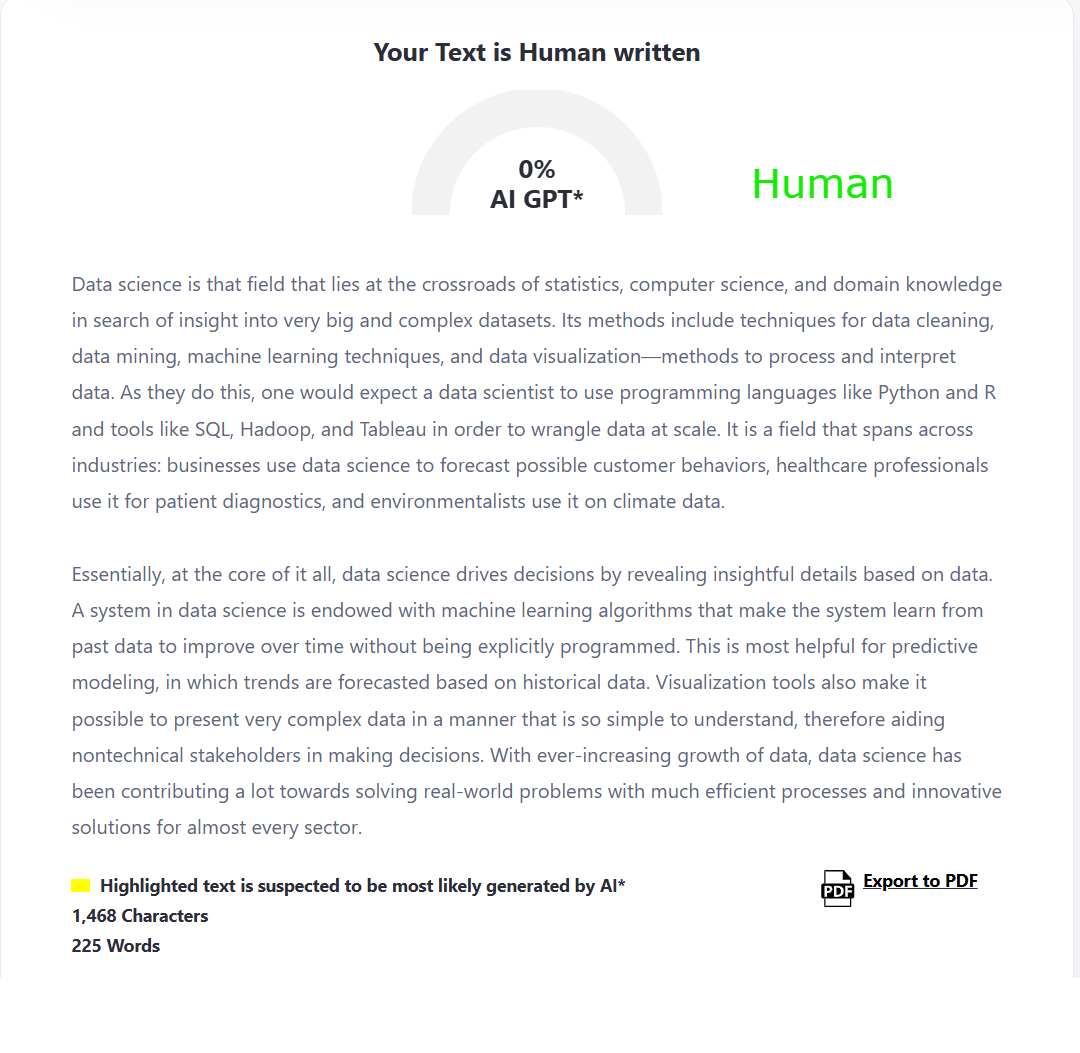 Your Text is Human written
0%
AI GPT*
Human
Data science is that field that lies at the crossroads of statistics, computer science, and domain knowledge
in search of insight into very big and complex datasets. Its methods include techniques for data cleaning,
data mining, machine learning techniques, and data visualization—methods to process and interpret
data. As they do this, one would expect a data scientist to use programming languages like Python and R
and tools like SQL, Hadoop, and Tableau in order to wrangle data at scale. It is a field that spans across
industries: businesses use data science to forecast possible customer behaviors, healthcare professionals
use it for patient diagnostics, and environmentalists use it on climate data.
Essentially, at the core of it all, data science drives decisions by revealing insightful details based on data.
A system in data science is endowed with machine learning algorithms that make the system learn from
past data to improve over time without being explicitly programmed. This is most helpful for predictive
modeling, in which trends are forecasted based on historical data. Visualization tools also make it
possible to present very complex data in a manner that is so simple to understand, therefore aiding
nontechnical stakeholders in making decisions. With ever-increasing growth of data, data science has
been contributing a lot towards solving real-world problems with much efficient processes and innovative
solutions for almost every sector.
Highlighted text is suspected to be most likely generated by AI*
PDF Export to PDF
1,468 Characters
225 Words